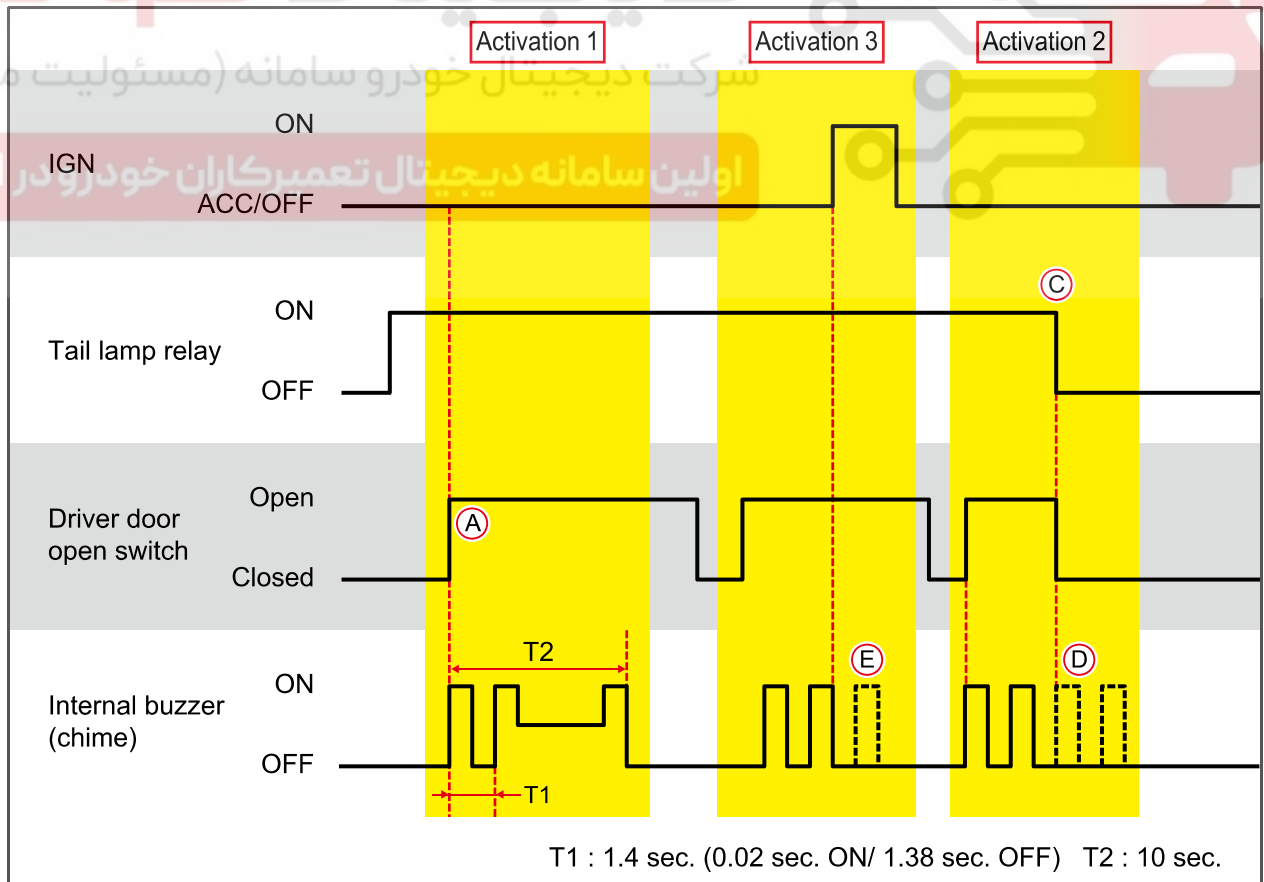 Activation 1
Activation 3
Activation 2
شرکت دیجیتال خودرو سامانه (مسئولیت م
اولین سامانه دیجیتال تعمیرکاران خودرو در ا
IGN
ON
ACC/OFF
Tail lamp relay
ON
OFF
C
Driver door
open switch
Open
Closed
A
Internal buzzer
(chime)
ON
OFF
T2
T1
E
D
T1 : 1.4 sec. (0.02 sec. ON/ 1.38 sec. OFF) T2 : 10 sec.